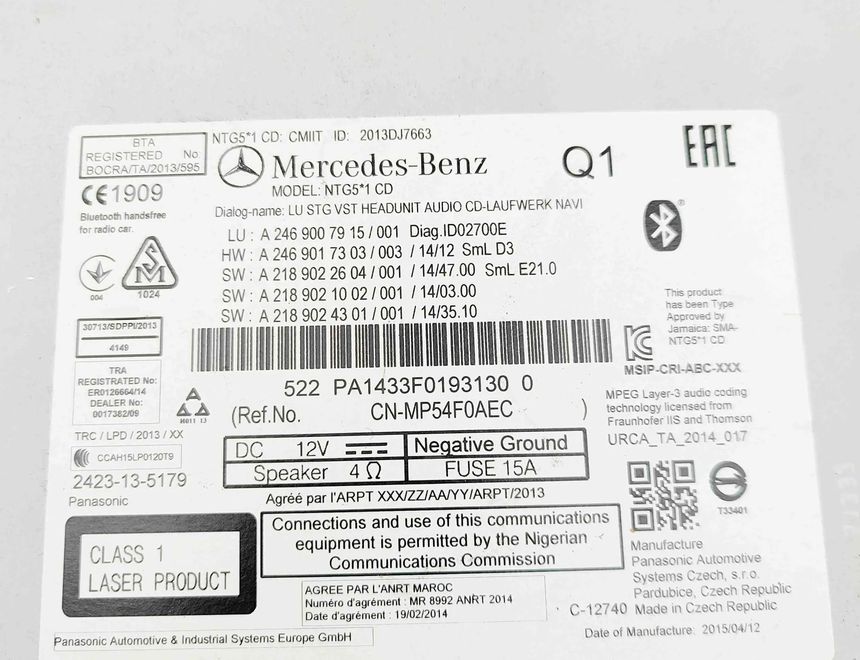 BTA
REGISTERED No:
BOCRA/TA/2013/595
NTG5*1 CD: CMIIT ID: 2013DJ7663
Mercedes-Benz
MODEL: NTG5*1 CD
Q1
EAC
CE1909
Bluetooth handsfree
for radio car.
Dialog-name: LU STG VST HEADUNIT AUDIO CD-LAUFWERK NAVI
LU : A 246 900 79 15 / 001 Diag.ID02700E
HW : A 246 901 73 03 / 003 / 14/12 SmL D3
SW : A 218 902 26 04 / 001 / 14/47.00 SmL E21.0
SW : A 218 902 10 02 / 001 / 14/03.00
SW : A 218 902 43 01 / 001 / 14/35.10
004
1024
This product
has been Type
Approved by
Jamaica: SMA-
NTG5*1 CD
30713/SDPPI/2013
4149
MSIP-CRI-ABC-XXX
TRA
REGISTRATED No:
ER0126664/14
DEALER No:
0017382/09
522 PA1433F0193130 0
(Ref.No. CN-MP54F0AEC )
MPEG Layer-3 audio coding
technology licensed from
Fraunhofer IIS and Thomson
URCA_TA_2014_017
TRC / LPD / 2013 / XX
CCAH15LP0120T9
2423-13-5179
Panasonic
DC 12V Negative Ground
Speaker 4 Ω FUSE 15A
Agréé par l'ARPT XXX/ZZ/AA/YY/ARPT/2013
T33401
CLASS 1
LASER PRODUCT
Connections and use of this communications
equipment is permitted by the Nigerian
Communications Commission
Manufacture
Panasonic Automotive
Systems Czech, s.r.o.
Pardubice, Czech Republic
C-12740 Made in Czech Republic
AGREE PAR L'ANRT MAROC
Numéro d'agrément : MR 8992 ANRT 2014
Date d'agrément : 19/02/2014
Date of Manufacture: 2015/04/12
Panasonic Automotive & Industrial Systems Europe GmbH